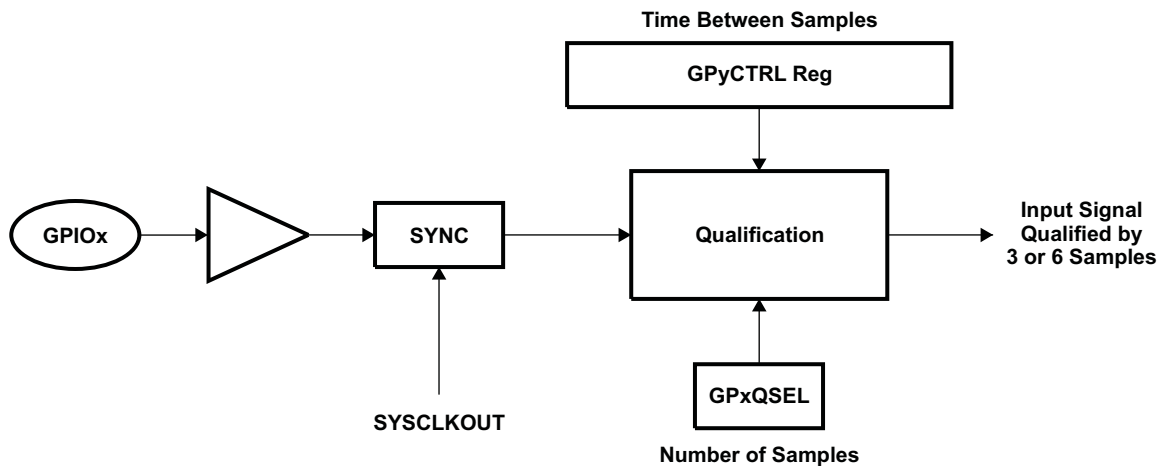 Time Between Samples
GPyCTRL Reg
GPIOx
SYNC
Qualification
Input Signal
Qualified by
3 or 6 Samples
GPxQSEL
SYSCLKOUT
Number of Samples